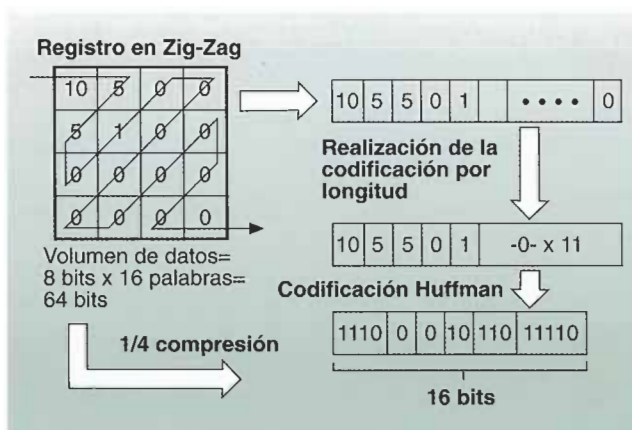 Registro en Zig-Zag
10 5 0 0
5 1 0 0
0 0 0 0
0 0 0 0
Volumen de datos=
8 bits x 16 palabras=
64 bits
1/4 compresión
10 5 5 0 1 •••• 0
Realización de la
codificación por
longitud
10 5 5 0 1 -0- x 11
Codificación Huffman
1110 0 0 10 110 11110
16 bits